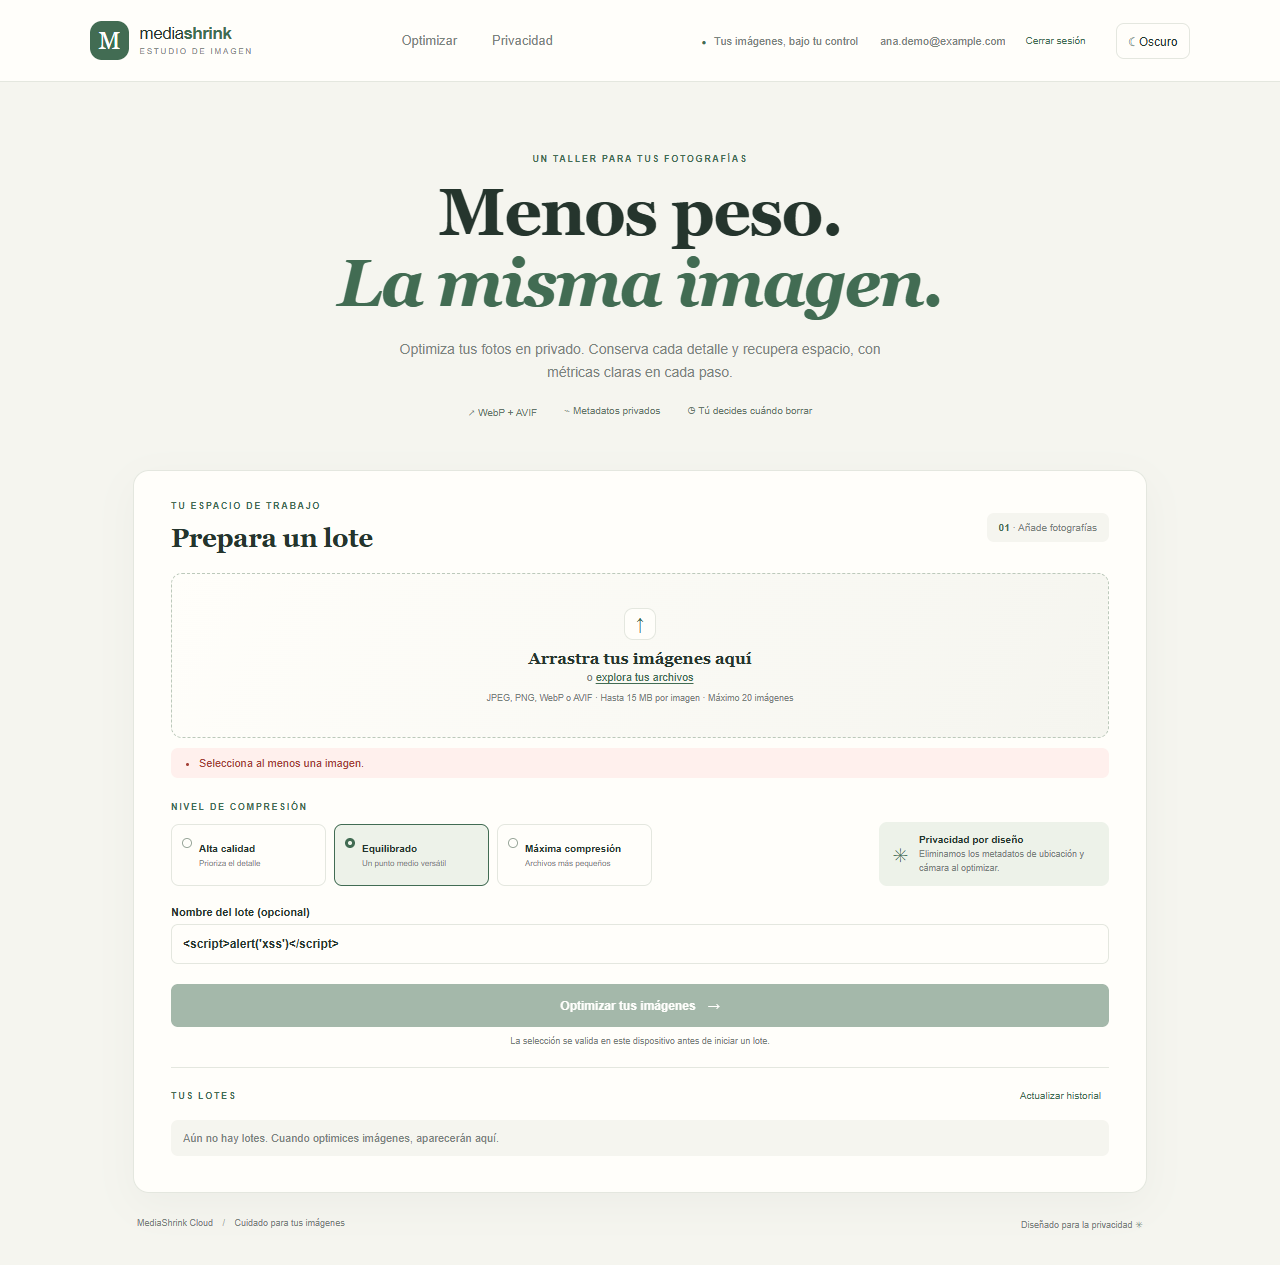 M
mediashrink
ESTUDIO DE IMAGEN
Optimizar
Privacidad
Tus imágenes, bajo tu control
ana.demo@example.com
Cerrar sesión
☾ Oscuro
UN TALLER PARA TUS FOTOGRAFÍAS
Menos peso.
La misma imagen.
Optimiza tus fotos en privado. Conserva cada detalle y recupera espacio, con
métricas claras en cada paso.
↗ WebP + AVIF
~ Metadatos privados
◷ Tú decides cuándo borrar
TU ESPACIO DE TRABAJO
Prepara un lote
01 · Añade fotografías
↑
Arrastra tus imágenes aquí
o explora tus archivos
JPEG, PNG, WebP o AVIF · Hasta 15 MB por imagen · Máximo 20 imágenes
• Selecciona al menos una imagen.
NIVEL DE COMPRESIÓN
Alta calidad
Prioriza el detalle
Equilibrado
Un punto medio versátil
Máxima compresión
Archivos más pequeños
Privacidad por diseño
Eliminamos los metadatos de ubicación y
cámara al optimizar.
Nombre del lote (opcional)
<script>alert('xss')</script>
Optimizar tus imágenes →
La selección se valida en este dispositivo antes de iniciar un lote.
TUS LOTES
Actualizar historial
Aún no hay lotes. Cuando optimices imágenes, aparecerán aquí.
MediaShrink Cloud / Cuidado para tus imágenes
Diseñado para la privacidad ✳